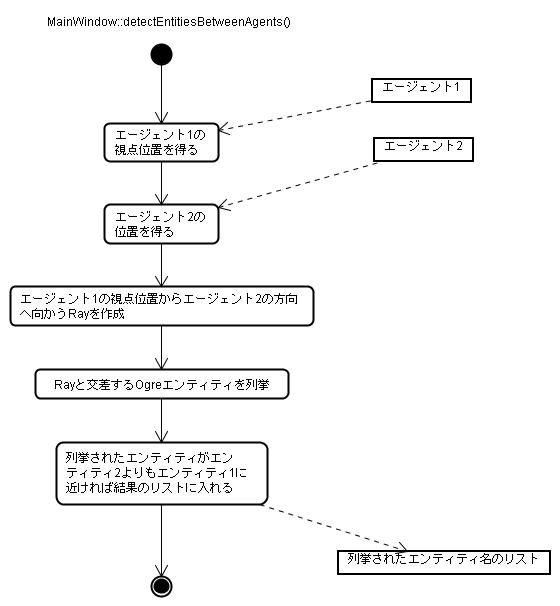 MainWindow::detectEntitiesBetweenAgents()
エージェント1
エージェント1の
視点位置を得る
エージェント2
エージェント2の
位置を得る
エージェント1の視点位置からエージェント2の方向
へ向かうRayを作成
Rayと交差するOgreエンティティを列挙
列挙されたエンティティがエン
ティティ2よりもエンティティ1に
近ければ結果のリストに入れる
列挙されたエンティティ名のリスト